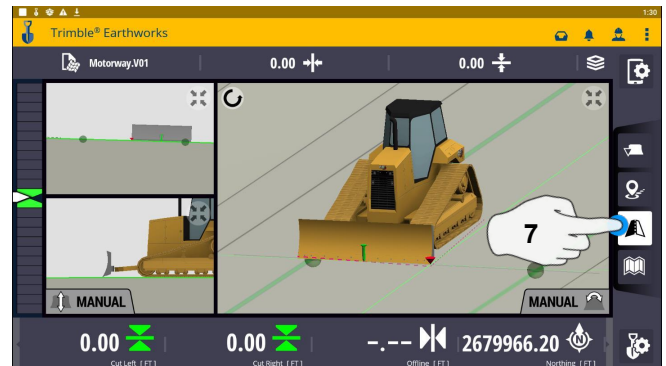 1:30
Trimble® Earthworks
Motorway.V01
0.00
0.00
7
MANUAL
MANUAL
0.00
0.00
-.--
2679966.20
N
Cut Left [FT]
Cut Right [FT]
Offline [FT]
Northing [FT]